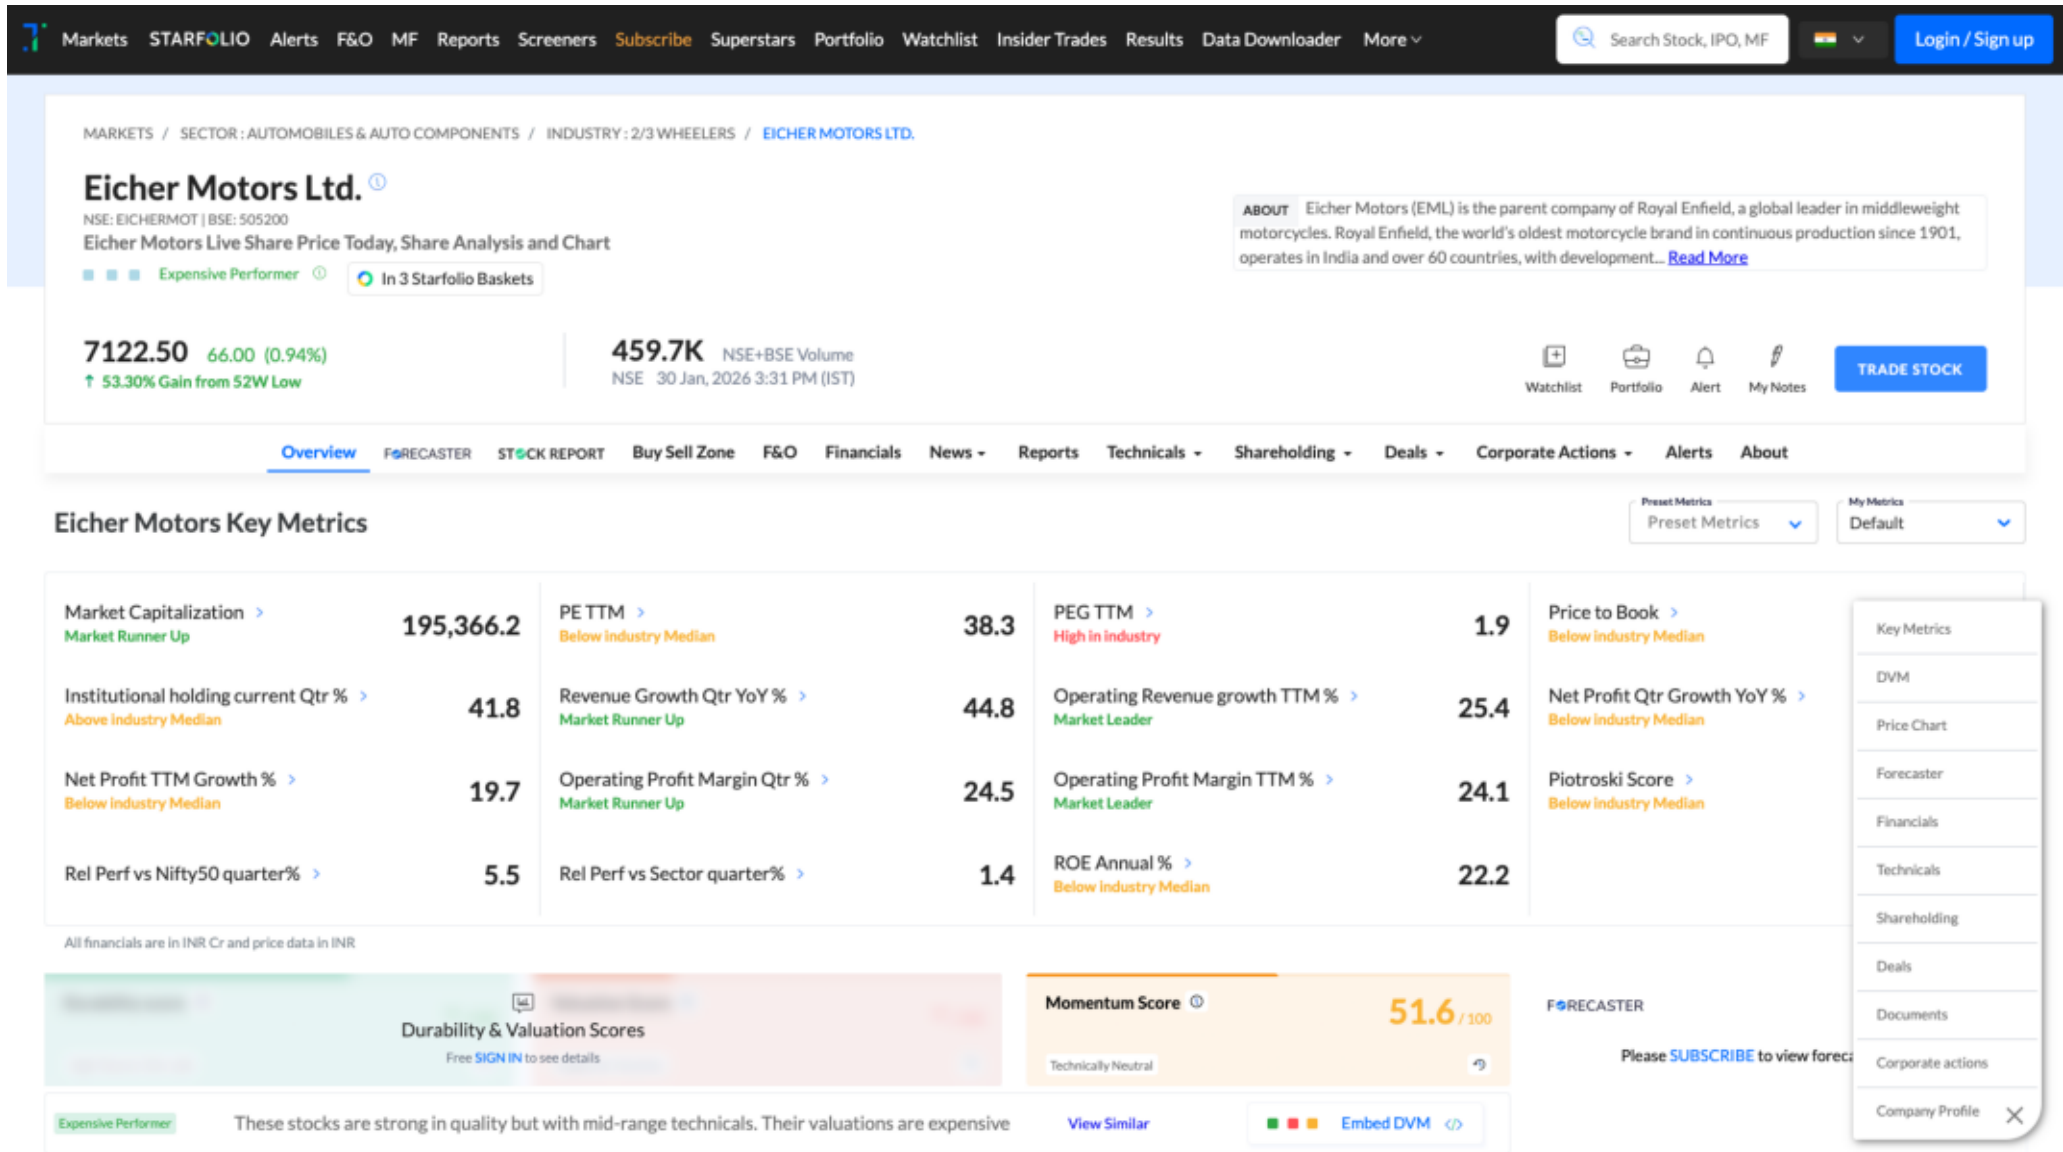 Markets STARFOLIO Alerts F&O MF Reports Screeners Subscribe Superstars Portfolio Watchlist Insider Trades Results Data Downloader More Search Stock, IPO, MF Login / Sign up
MARKETS / SECTOR : AUTOMOBILES & AUTO COMPONENTS / INDUSTRY : 2/3 WHEELERS / EICHER MOTORS LTD.
Eicher Motors Ltd.
NSE: EICHERMOT | BSE: 505200
Eicher Motors Live Share Price Today, Share Analysis and Chart
Expensive Performer In 3 Starfolio Baskets
ABOUT Eicher Motors (EML) is the parent company of Royal Enfield, a global leader in middleweight
motorcycles. Royal Enfield, the world's oldest motorcycle brand in continuous production since 1901,
operates in India and over 60 countries, with development... Read More
7122.50 66.00 (0.94%)
53.30% Gain from 52W Low
459.7K NSE+BSE Volume
NSE 30 Jan, 2026 3:31 PM (IST)
Watchlist Portfolio Alert My Notes TRADE STOCK
Overview FORECASTER STOCK REPORT Buy Sell Zone F&O Financials News Reports Technicals Shareholding Deals Corporate Actions Alerts About
Eicher Motors Key Metrics
Preset Metrics
Preset Metrics
My Metrics
Default
Market Capitalization 195,366.2
Market Runner Up
PE TTM 38.3
Below industry Median
PEG TTM 1.9
High in industry
Price to Book
Below industry Median
Institutional holding current Qtr % 41.8
Above industry Median
Revenue Growth Qtr YoY % 44.8
Market Runner Up
Operating Revenue growth TTM % 25.4
Market Leader
Net Profit Qtr Growth YoY %
Below industry Median
Net Profit TTM Growth % 19.7
Below industry Median
Operating Profit Margin Qtr % 24.5
Market Runner Up
Operating Profit Margin TTM % 24.1
Market Leader
Piotroski Score
Below industry Median
Rel Perf vs Nifty50 quarter% 5.5
Rel Perf vs Sector quarter% 1.4
ROE Annual % 22.2
Below industry Median
All financials are in INR Cr and price data in INR
Key Metrics
DVM
Price Chart
Forecaster
Financials
Technicals
Shareholding
Deals
Documents
Corporate actions
Company Profile
Durability & Valuation Scores
Free SIGN IN to see details
Momentum Score 51.6 / 100
Technically Neutral
FORECASTER
Please SUBSCRIBE to view foreca
Expensive Performer These stocks are strong in quality but with mid-range technicals. Their valuations are expensive View Similar Embed DVM </>